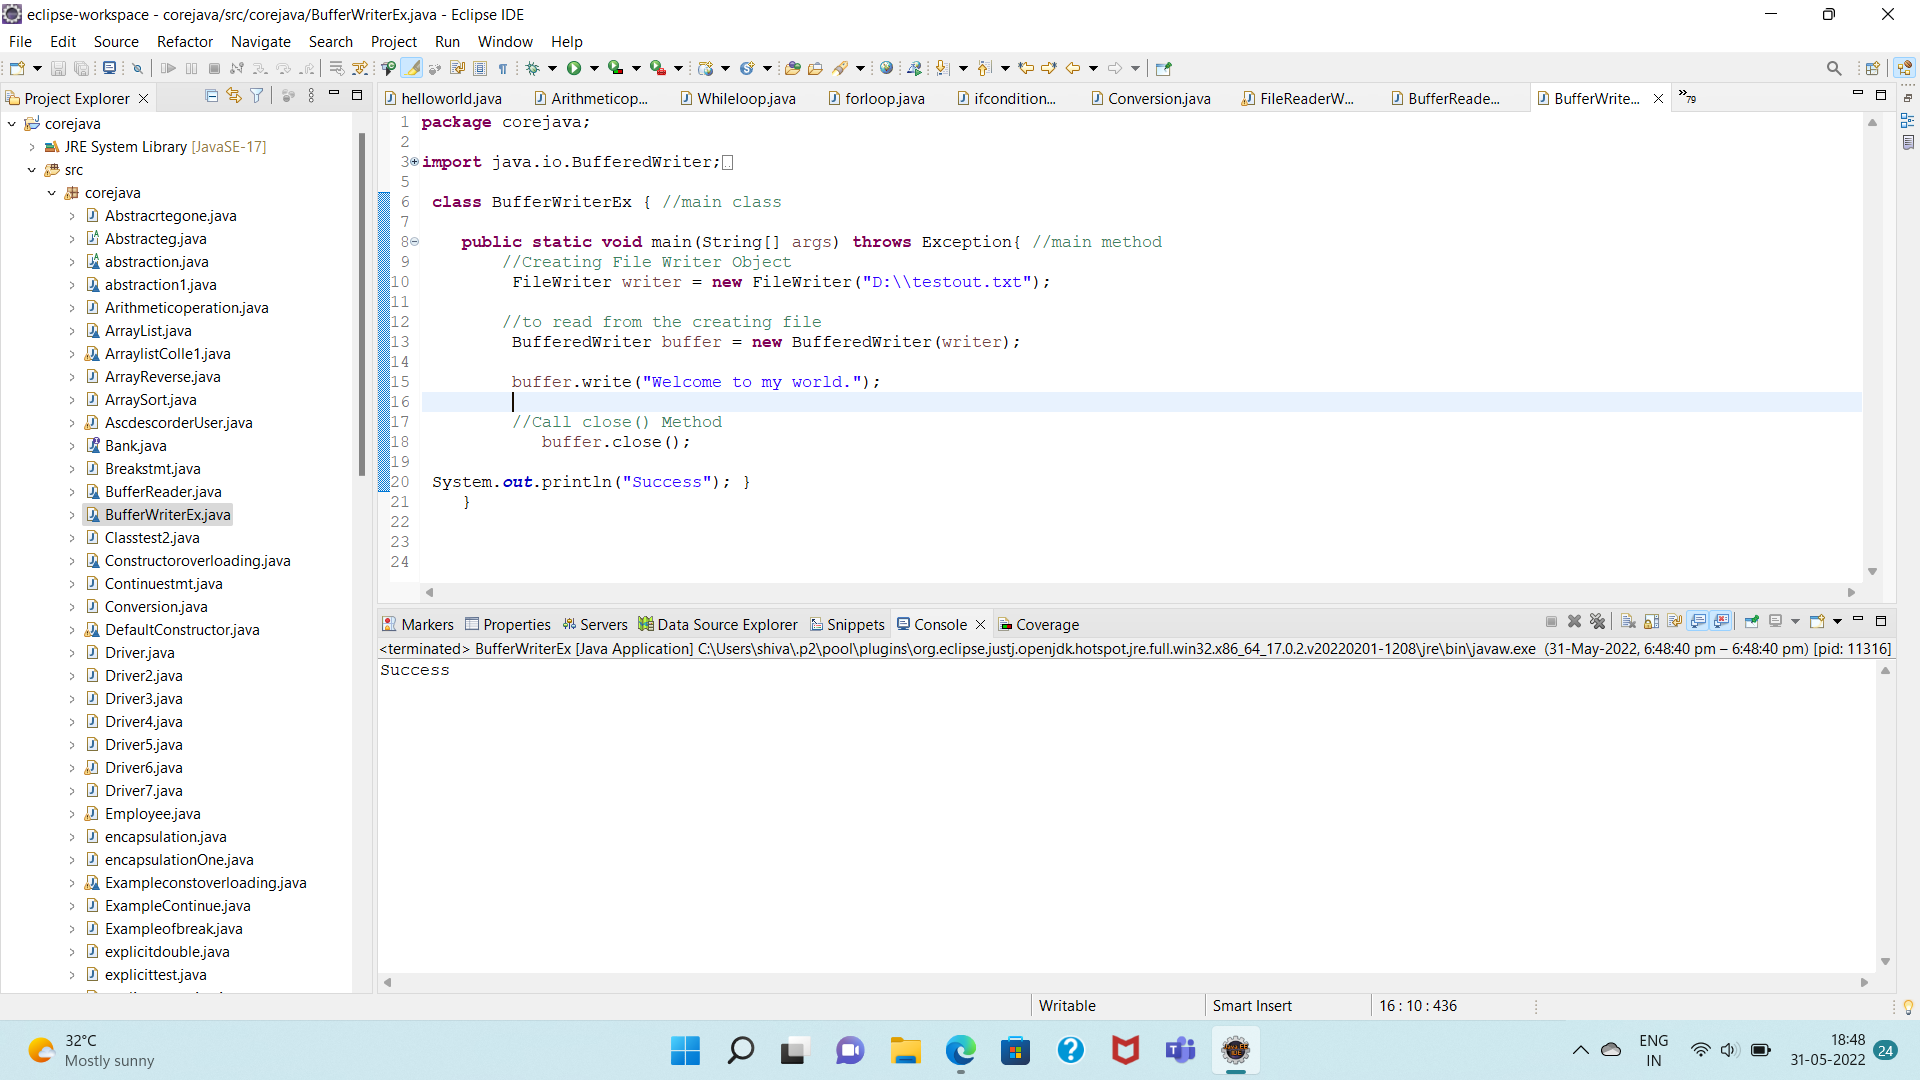 eclipse-workspace - corejava/src/corejava/BufferWriterEx.java - Eclipse IDE
File Edit Source Refactor Navigate Search Project Run Window Help
Project Explorer
corejava
JRE System Library [JavaSE-17]
src
corejava
Abstracrtegone.java
Abstracteg.java
abstraction.java
abstraction1.java
Arithmeticoperation.java
ArrayList.java
ArraylistColle1.java
ArrayReverse.java
ArraySort.java
AscdescorderUser.java
Bank.java
Breakstmt.java
BufferReader.java
BufferWriterEx.java
Classtest2.java
Constructoroverloading.java
Continuestmt.java
Conversion.java
DefaultConstructor.java
Driver.java
Driver2.java
Driver3.java
Driver4.java
Driver5.java
Driver6.java
Driver7.java
Employee.java
encapsulation.java
encapsulationOne.java
Exampleconstoverloading.java
ExampleContinue.java
Exampleofbreak.java
explicitdouble.java
explicittest.java
helloworld.java Arithmeticop... Whileloop.java forloop.java ifcondition... Conversion.java FileReaderW... BufferReade... BufferWrite... »79
1 package corejava;
2
3 import java.io.BufferedWriter;
5
6 class BufferWriterEx { //main class
7
8 public static void main(String[] args) throws Exception{ //main method
9 //Creating File Writer Object
10 FileWriter writer = new FileWriter("D:\\testout.txt");
11
12 //to read from the creating file
13 BufferedWriter buffer = new BufferedWriter(writer);
14
15 buffer.write("Welcome to my world.");
16
17 //Call close() Method
18 buffer.close();
19
20 System.out.println("Success"); }
21 }
22
23
24
Markers Properties Servers Data Source Explorer Snippets Console Coverage
<terminated> BufferWriterEx [Java Application] C:\Users\shiva\.p2\pool\plugins\org.eclipse.justj.openjdk.hotspot.jre.full.win32.x86_64_17.0.2.v20220201-1208\jre\bin\javaw.exe (31-May-2022, 6:48:40 pm – 6:48:40 pm) [pid: 11316]
Success
Writable Smart Insert 16 : 10 : 436
32°C
Mostly sunny
ENG
IN
18:48
31-05-2022
24